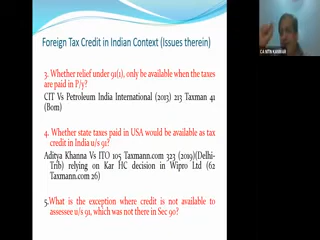 Foreign Tax Credit in Indian Context (Issues therein)
3. Whether relief under 91(1), only be available when the taxes
are paid in P/y?
CIT Vs Petroleum India International (2013) 213 Taxman 41
(Bom)
4. Whether state taxes paid in USA would be available as tax
credit in India u/s 91?
Aditya Khanna Vs ITO 105 Taxmann.com 323 (2019)(Delhi-
Trib) relying on Kar HC decision in Wipro Ltd (62
Taxmann.com 26)
5.What is the exception where credit is not available to
assessee u/s 91, which was not there in Sec 90?